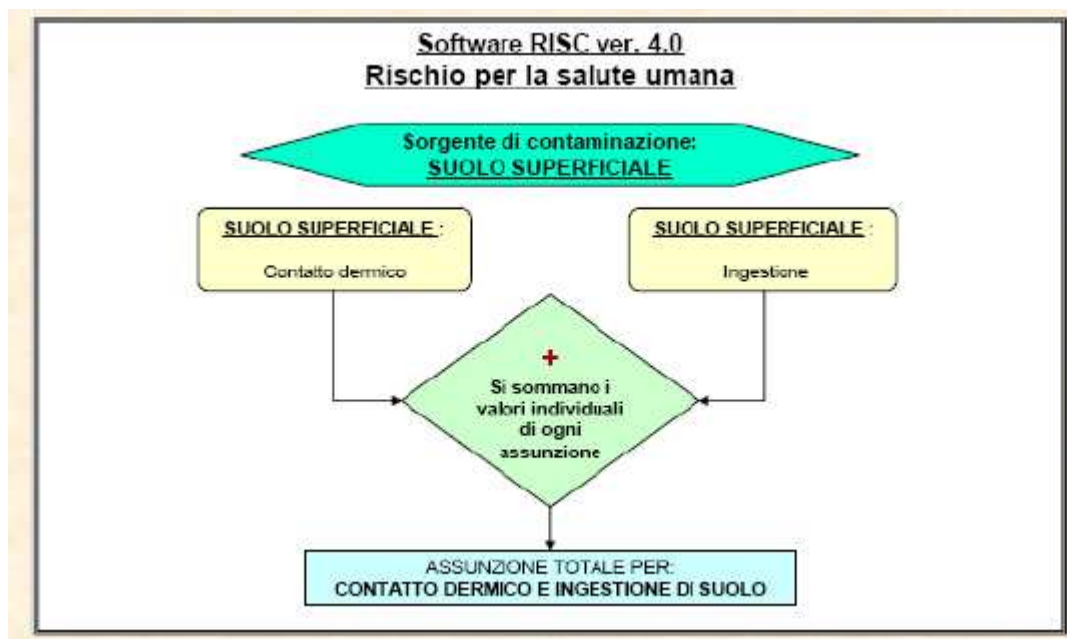 Software RISC ver. 4.0
Rischio per la salute umana
Sorgente di contaminazione:
SUOLO SUPERFICIALE
SUOLO SUPERFICIALE :
Contatto dermico
SUOLO SUPERFICIALE :
Ingestione
+
Si sommano i
valori individuali
di ogni
assunzione
ASSUNZIONE TOTALE PER:
CONTATTO DERMICO E INGESTIONE DI SUOLO